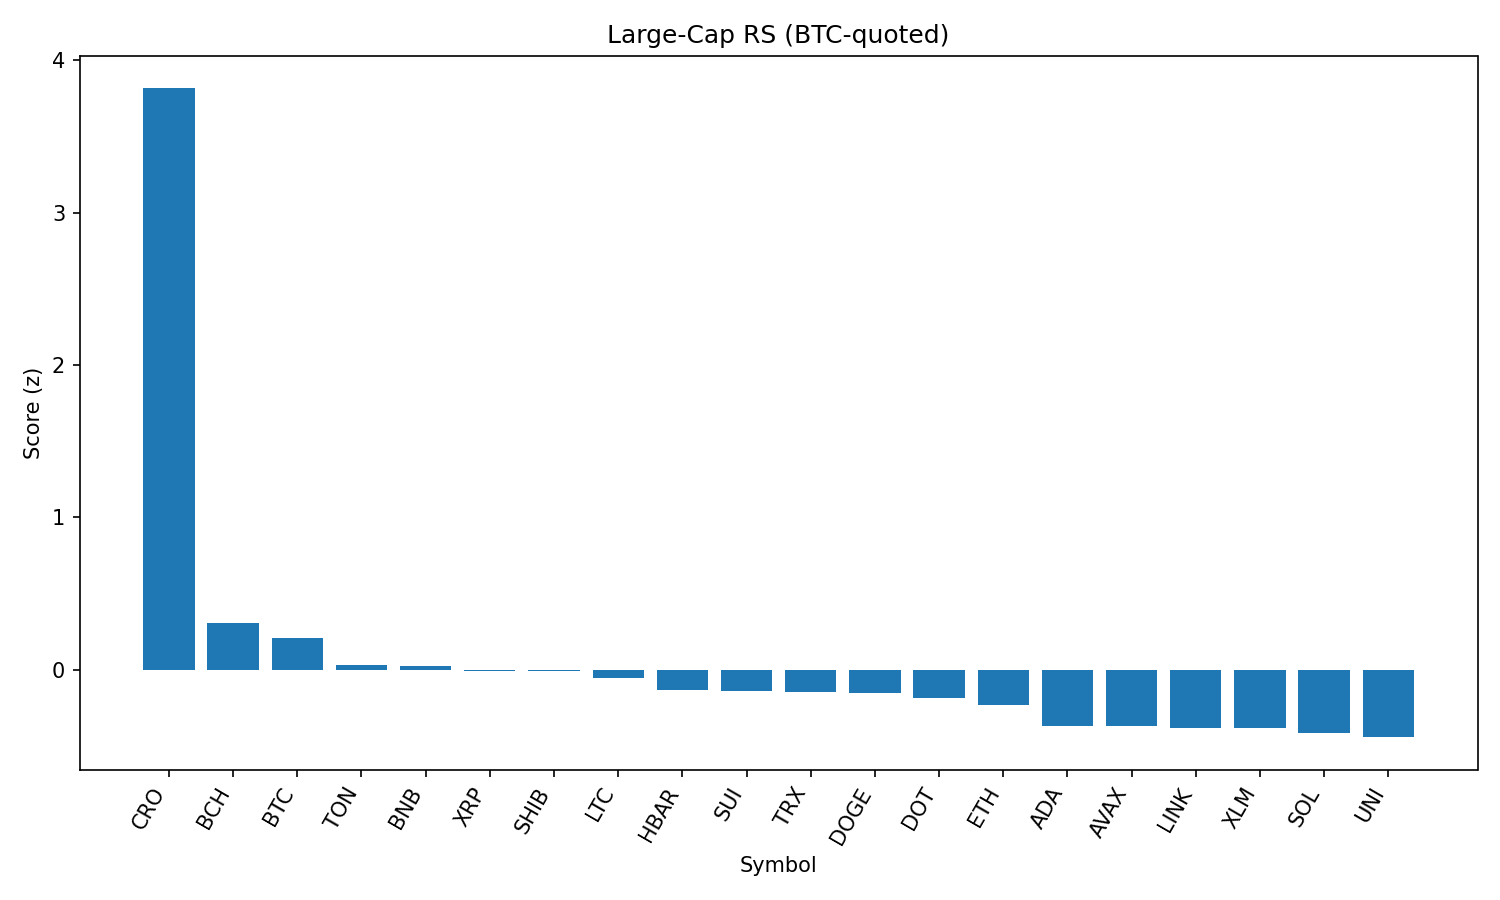 Large-Cap RS (BTC-quoted)
4
3
2
1
0
Score (z)
CRO
BCH
BTC
TON
BNB
XRP
SHIB
LTC
HBAR
SUI
TRX
DOGE
DOT
ETH
ADA
AVAX
LINK
XLM
SOL
UNI
Symbol